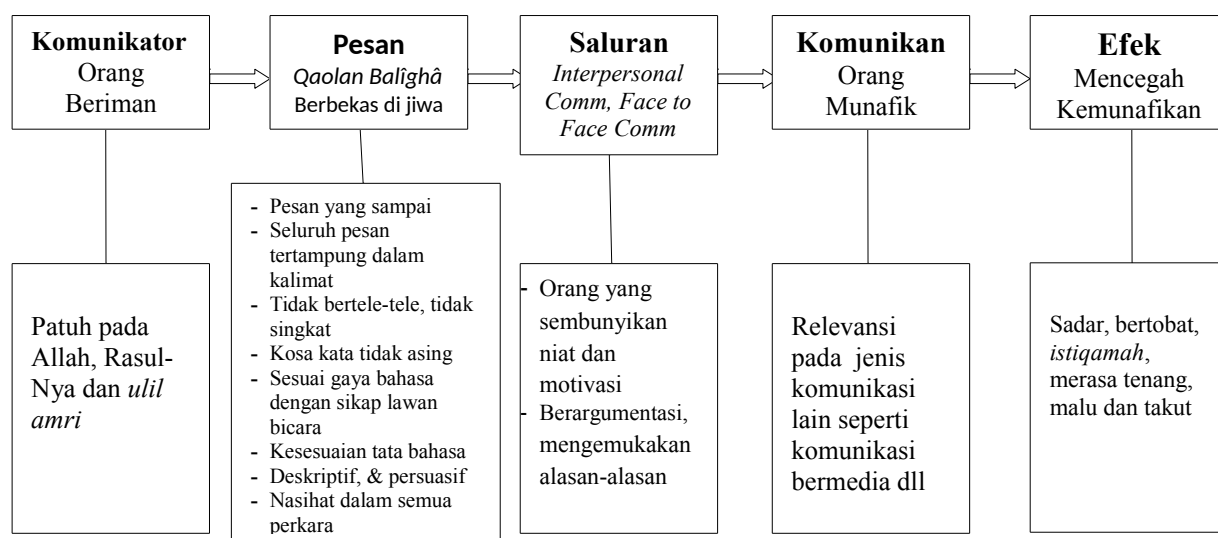 Komunikator
Orang
Beriman
Pesan
Qaolan Balîghâ
Berbekas di jiwa
Saluran
Interpersonal
Comm, Face to
Face Comm
Komunikan
Orang
Munafik
Efek
Mencegah
Kemunafikan
Patuh pada
Allah, Rasul-
Nya dan ulil
amri
- Pesan yang sampai
- Seluruh pesan
tertampung dalam
kalimat
- Tidak bertele-tele, tidak
singkat
- Kosa kata tidak asing
- Sesuai gaya bahasa
dengan sikap lawan
bicara
- Kesesuaian tata bahasa
- Deskriptif, & persuasif
- Nasihat dalam semua
perkara
- Orang yang
sembunyikan
niat dan
motivasi
- Berargumentasi,
mengemukakan
alasan-alasan
Relevansi
pada jenis
komunikasi
lain seperti
komunikasi
bermedia dll
Sadar, bertobat,
istiqamah,
merasa tenang,
malu dan takut